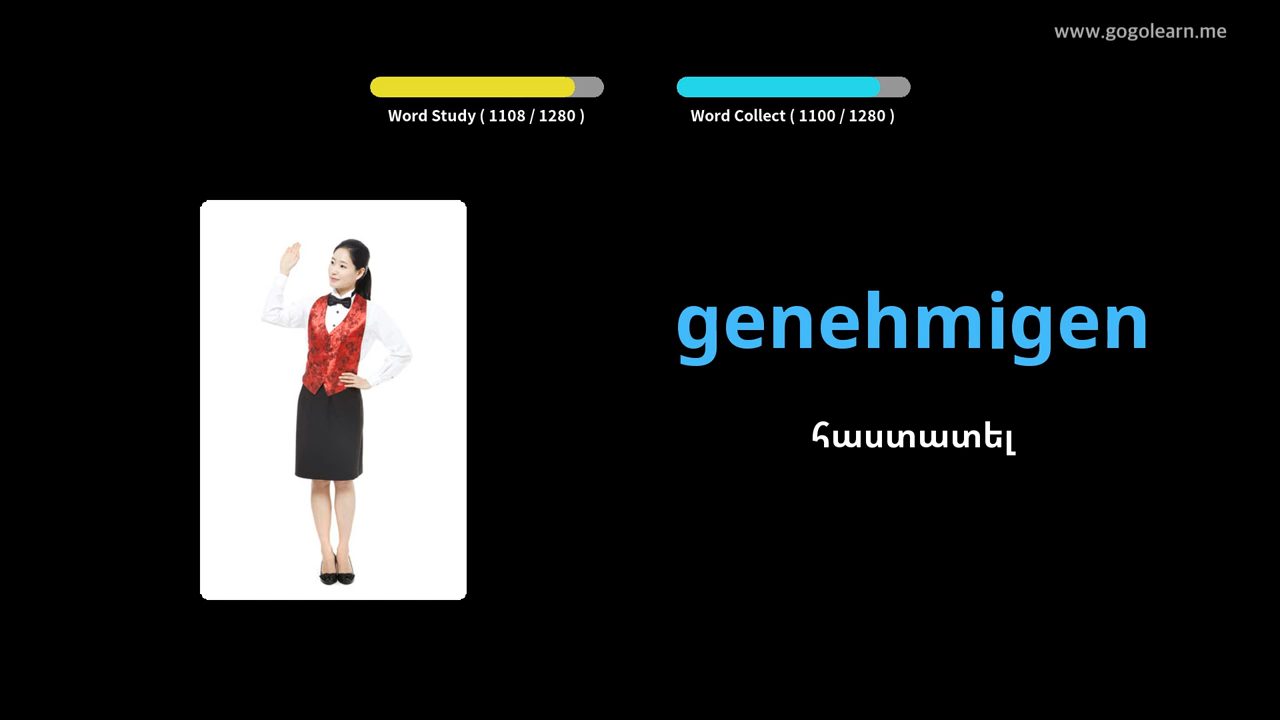 www.gogolearn.me
Word Study ( 1108 / 1280 )
Word Collect ( 1100 / 1280 )
genehmigen
հաստատել